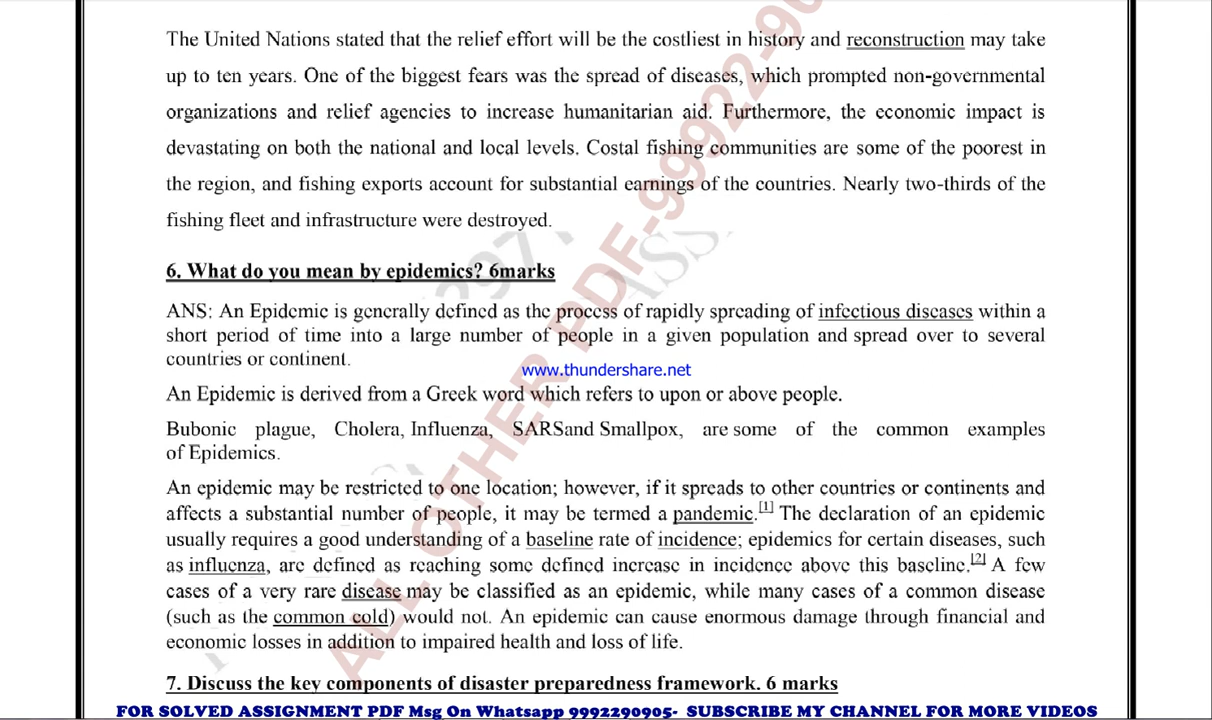 The United Nations stated that the relief effort will be the costliest in history and reconstruction may take
up to ten years. One of the biggest fears was the spread of diseases, which prompted non-governmental
organizations and relief agencies to increase humanitarian aid. Furthermore, the economic impact is
devastating on both the national and local levels. Costal fishing communities are some of the poorest in
the region, and fishing exports account for substantial earnings of the countries. Nearly two-thirds of the
fishing fleet and infrastructure were destroyed.
6. What do you mean by epidemics? 6marks
ANS: An Epidemic is generally defined as the process of rapidly spreading of infectious diseases within a
short period of time into a large number of people in a given population and spread over to several
countries or continent.
www.thundershare.net
An Epidemic is derived from a Greek word which refers to upon or above people.
Bubonic plague, Cholera, Influenza, SARSand Smallpox, are some of the common examples
of Epidemics.
An epidemic may be restricted to one location; however, if it spreads to other countries or continents and
affects a substantial number of people, it may be termed a pandemic.[1] The declaration of an epidemic
usually requires a good understanding of a baseline rate of incidence; epidemics for certain diseases, such
as influenza, are defined as reaching some defined increase in incidence above this baseline.[2] A few
cases of a very rare disease may be classified as an epidemic, while many cases of a common disease
(such as the common cold) would not. An epidemic can cause enormous damage through financial and
economic losses in addition to impaired health and loss of life.
7. Discuss the key components of disaster preparedness framework. 6 marks
ALL OTHER PDF-99922-90
FOR SOLVED ASSIGNMENT PDF Msg On Whatsapp 9992290905- SUBSCRIBE MY CHANNEL FOR MORE VIDEOS